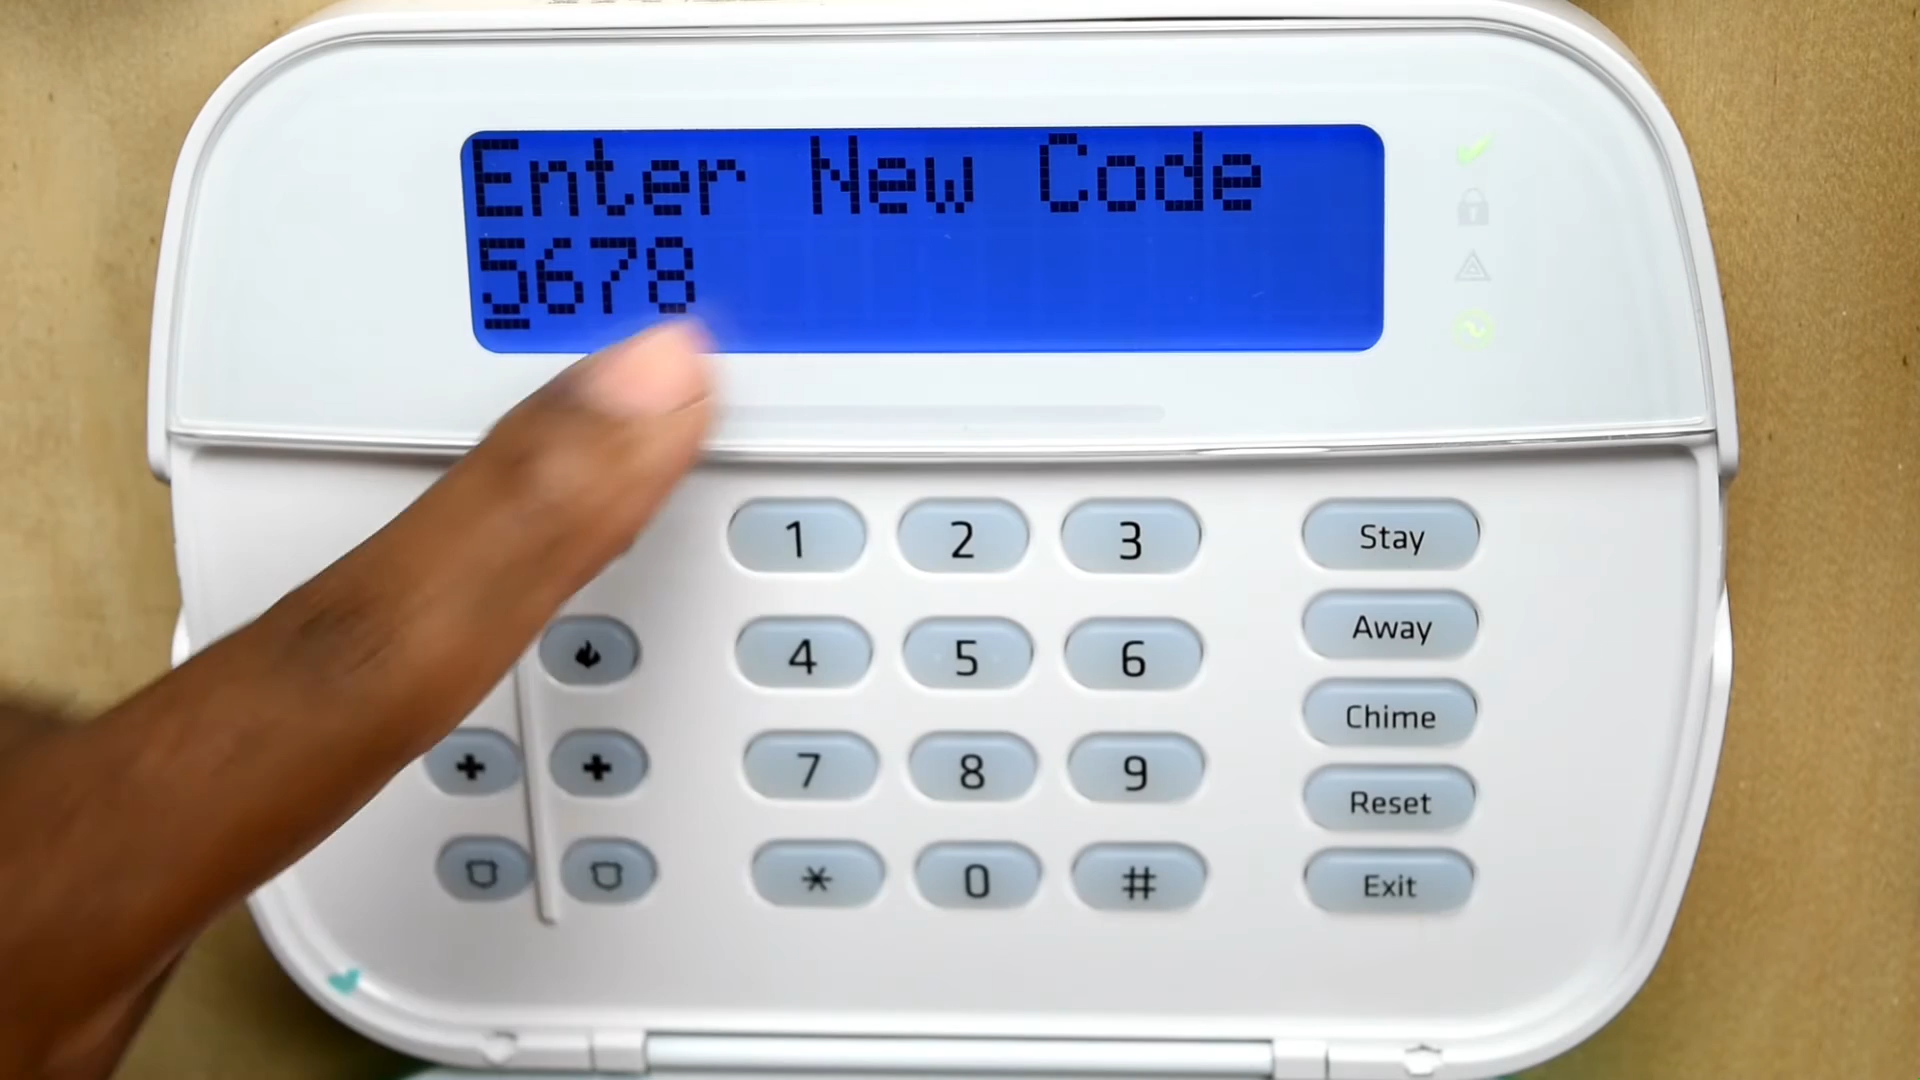 Enter New Code
5678
1 2 3 Stay
4 5 6 Away
7 8 9 Chime
Reset
* 0 # Exit